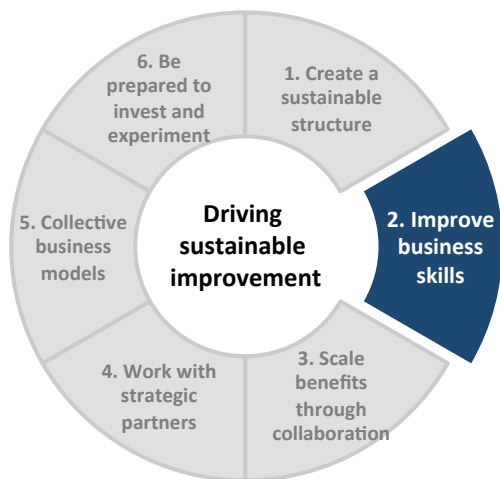 Driving
sustainable
improvement
1. Create a
sustainable
structure
2. Improve
business
skills
3. Scale
benefits
through
collaboration
4. Work with
strategic
partners
5. Collective
business
models
6. Be
prepared to
invest and
experiment